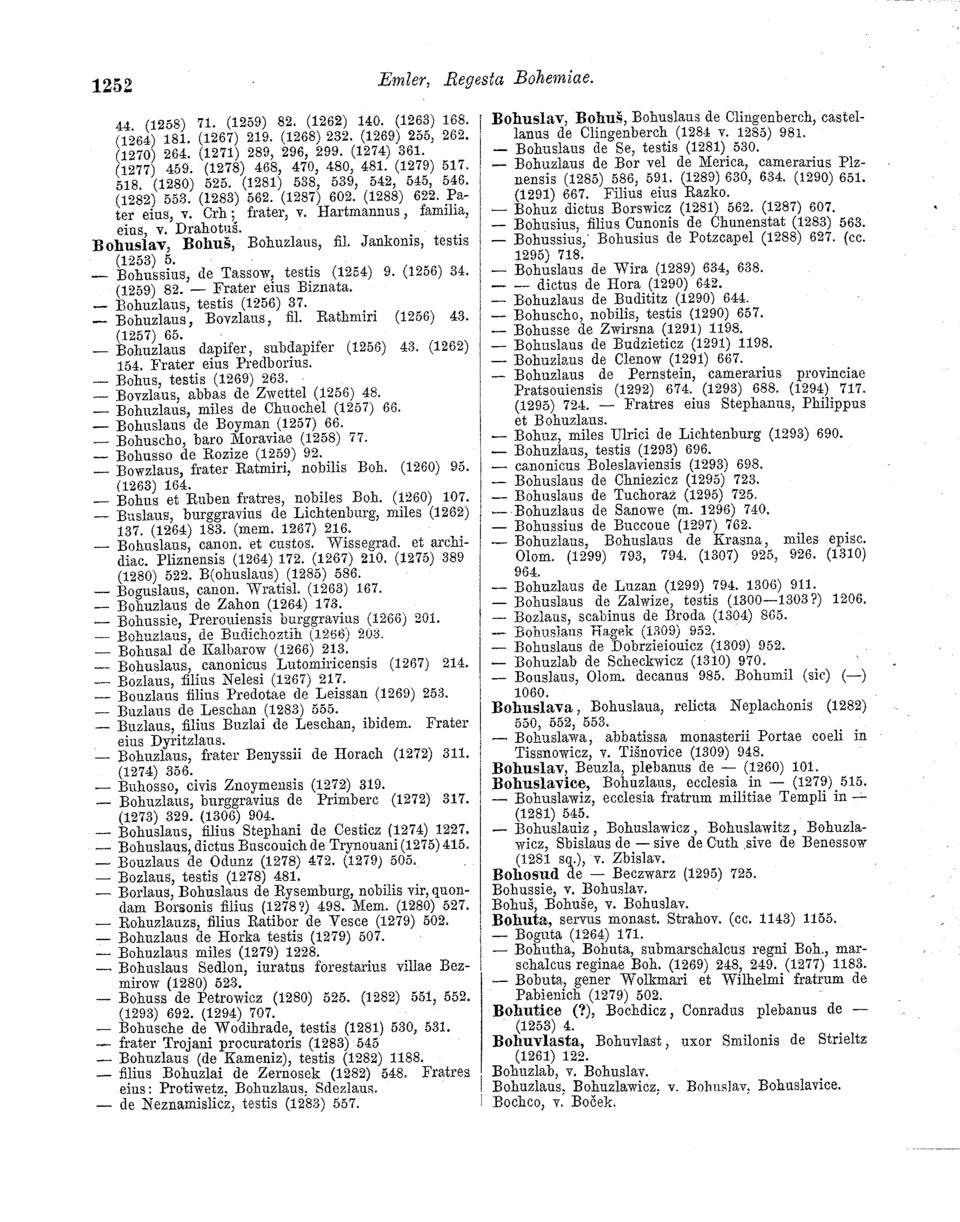 1252
Emler, Regesta Bohemiae.
44. (1258) 71. (1259) 82. (1262) 140. (1263) 168.
(1264) 181. (1267) 219. (1268) 232. (1269) 255, 262.
(1270) 264. (1271) 289, 296, 299. (1274) 361.
(1277) 459. (1278) 468, 470, 480, 481. (1279) 517.
518. (1280) 525. (1281) 538, 539, 542, 545, 546.
(1282) 553. (1283) 562. (1287) 602. (1288) 622. Pa-
ter eius, v. Crh; frater, v. Hartmannus, familia,
eius, v. Drahotuš.
Bohuslav, Bohuš, Bohuzlaus, fil. Jankonis, testis
(1253) 5.
— Bohussius, de Tassow, testis (1254) 9. (1256) 34.
(1259) 82. — Frater eius Biznata.
— Bohuzlaus, testis (1256) 37.
— Bohuzlaus, Bovzlaus, fil. Rathmiri (1256) 43.
(1257) 65.
— Bohuzlaus dapifer, subdapifer (1256) 43. (1262)
154. Frater eius Predborius.
— Bohus, testis (1269) 263.
— Bovzlaus, abbas de Zwettel (1256) 48.
— Bohuzlaus, miles de Chuochel (1257) 66.
— Bohuslaus de Boyman (1257) 66.
— Bohuscho, baro Moraviae (1258) 77.
— Bohusso de Rozize (1259) 92.
— Bowzlaus, frater Ratmiri, nobilis Boh. (1260) 95.
(1263) 164.
— Bohus et Ruben fratres, nobiles Boh. (1260) 107.
— Buslaus, burggravius de Lichtenburg, miles (1262)
137. (1264) 183. (mem. 1267) 216.
— Bohuslaus, canon. et custos. Wissegrad. et archi-
diac. Pliznensis (1264) 172. (1267) 210. (1275) 389
(1280) 522. B(ohuslaus) (1285) 586.
— Boguslaus, canon. Wratisl. (1263) 167.
— Bohuzlaus de Zahon (1264) 173.
— Bohussie, Prerouiensis burggravius (1266) 201.
— Bohuzlaus, de Budichoztih (1266) 203.
— Bohusal de Kalbarow (1266) 213.
— Bohuslaus, canonicus Lutomiricensis (1267) 214.
— Bozlaus, filius Nelesi (1267) 217.
— Bouzlaus filius Predotae de Leissan (1269) 253.
— Buzlaus de Leschan (1283) 555.
— Buzlaus, filius Buzlai de Leschan, ibidem. Frater
eius Dyritzlaus.
— Bohuzlaus, frater Benyssii de Horach (1272) 311.
(1274) 356.
— Buhosso, civis Znoymensis (1272) 319.
— Bohuzlaus, burggravius de Primberc (1272) 317.
(1273) 329. (1306) 904.
— Bohuslaus, filius Stephani de Cesticz (1274) 1227.
— Bohuslaus, dictus Buscouich de Trynouani (1275) 415.
— Bouzlaus de Odunz (1278) 472. (1279) 505.
— Bozlaus, testis (1278) 481.
— Borlaus, Bohuslaus de Rysemburg, nobilis vir, quon-
dam Borsonis filius (1278?) 498. Mem. (1280) 527.
— Rohuzlauzs, filius Ratibor de Vesce (1279) 502.
— Bohuzlaus de Horka testis (1279) 507.
— Bohuzlaus miles (1279) 1228.
— Bohuslaus Sedlon, iuratus forestarius villae Bez-
mirow (1280) 523.
— Bohuss de Petrowicz (1280) 525. (1282) 551, 552.
(1293) 692. (1294) 707.
— Bohusche de Wodihrade, testis (1281) 530, 531.
— frater Trojani procuratoris (1283) 545
— Bohuzlaus (de Kameniz), testis (1282) 1188.
— filius Bohuzlai de Zernosek (1282) 548. Fratres
eius: Protiwetz, Bohuzlaus, Sdezlaus.
— de Neznamislicz, testis (1283) 557.
Bohuslav, Bohuš, Bohuslaus de Clingenberch, castel-
lanus de Clingenberch (1284 v. 1285) 981.
— Bohuslaus de Se, testis (1281) 530.
— Bohuzlaus de Bor vel de Merica, camerarius Plz-
nensis (1285) 586, 591. (1289) 630, 634. (1290) 651.
(1291) 667. Filius eius Razko.
— Bohuz dictus Borswicz (1281) 562. (1287) 607.
— Bohusius, filius Cunonis de Chunenstat (1283) 563.
— Bohussius, Bohusius de Potzcapel (1288) 627. (cc.
1295) 718.
— Bohuslaus de Wira (1289) 634, 638.
— — dictus de Hora (1290) 642.
— Bohuzlaus de Budititz (1290) 644.
— Bohuscho, nobilis, testis (1290) 657.
— Bohusse de Zwirsna (1291) 1198.
— Bohuslaus de Budzieticz (1291) 1198.
— Bohuzlaus de Clenow (1291) 667.
— Bohuzlaus de Pernstein, camerarius provinciae
Pratsouiensis (1292) 674. (1293) 688. (1294) 717.
(1295) 724. — Fratres eius Stephanus, Philippus
et Bohuzlaus.
— Bohuz, miles Ulrici de Lichtenburg (1293) 690.
— Bohuzlaus, testis (1293) 696.
— canonicus Boleslaviensis (1293) 698.
— Bohuslaus de Chniezicz (1295) 723.
— Bohuslaus de Tuchoraz (1295) 725.
— Bohuzlaus de Sanowe (m. 1296) 740.
— Bohussius de Buccoue (1297) 762.
— Bohuzlaus, Bohuslaus de Krasna, miles episc.
Olom. (1299) 793, 794. (1307) 925, 926. (1310)
964.
— Bohuzlaus de Luzan (1299) 794. 1306) 911.
— Bohuslaus de Zalwize, testis (1300—1303?) 1206.
— Bozlaus, scabinus de Broda (1304) 865.
— Bohuslaus Hagek (1309) 952.
— Bohuslaus de Dobrzieiouicz (1309) 952.
— Bohuzlab de Scheckwicz (1310) 970.
— Bouslaus, Olom. decanus 985. Bohumil (sic) (—)
1060.
Bohuslava, Bohuslaua, relicta Neplachonis (1282)
550, 552, 553.
— Bohuslawa, abbatissa monasterii Portae coeli in
Tissnowicz, v. Tišnovice (1309) 948.
Bohuslav, Beuzla, plebanus de — (1260) 101.
Bohuslavice, Bohuzlaus, ecclesia in — (1279) 515.
— Bohuslawiz, ecclesia fratrum militiae Templi in —
(1281) 545.
— Bohuslauiz, Bohuslawicz, Bohuslawitz, Bohuzla-
wicz, Sbislaus de — sive de Cuth sive de Benessow
(1281 sq.), v. Zbislav.
Bohosud de — Beczwarz (1295) 725.
Bohussie, v. Bohuslav.
Bohuš, Bohuše, v. Bohuslav.
Bohuta, servus monast. Strahov. (cc. 1143) 1155.
— Boguta (1264) 171.
— Bohutha, Bohuta, submarschalcus regni Boh., mar-
schalcus reginae Boh. (1269) 248, 249. (1277) 1183.
— Bobuta, gener Wolkmari et Wilhelmi fratrum de
Pabienich (1279) 502.
Bohutice (?), Bochdicz, Conradus plebanus de —
(1253) 4.
Bohuvlasta, Bohuvlast, uxor Smilonis de Strieltz
(1261) 122.
Bohuzlab, v. Bohuslav.
Bohuzlaus, Bohuzlawicz, v. Bohuslav, Bohuslavice.
Bochco, v. Boček.